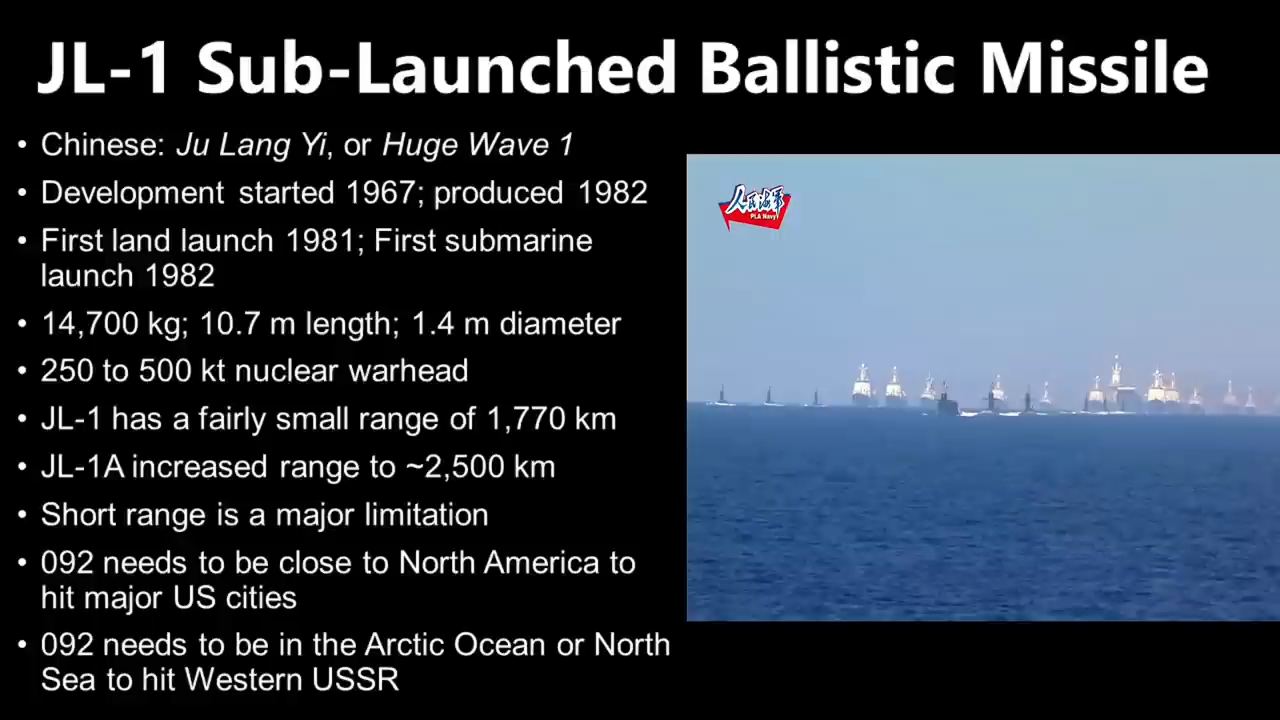 JL-1 Sub-Launched Ballistic Missile
• Chinese: Ju Lang Yi, or Huge Wave 1
• Development started 1967; produced 1982
• First land launch 1981; First submarine
launch 1982
• 14,700 kg; 10.7 m length; 1.4 m diameter
• 250 to 500 kt nuclear warhead
• JL-1 has a fairly small range of 1,770 km
• JL-1A increased range to ~2,500 km
• Short range is a major limitation
• 092 needs to be close to North America to
hit major US cities
• 092 needs to be in the Arctic Ocean or North
Sea to hit Western USSR
人民海军
PLA Navy